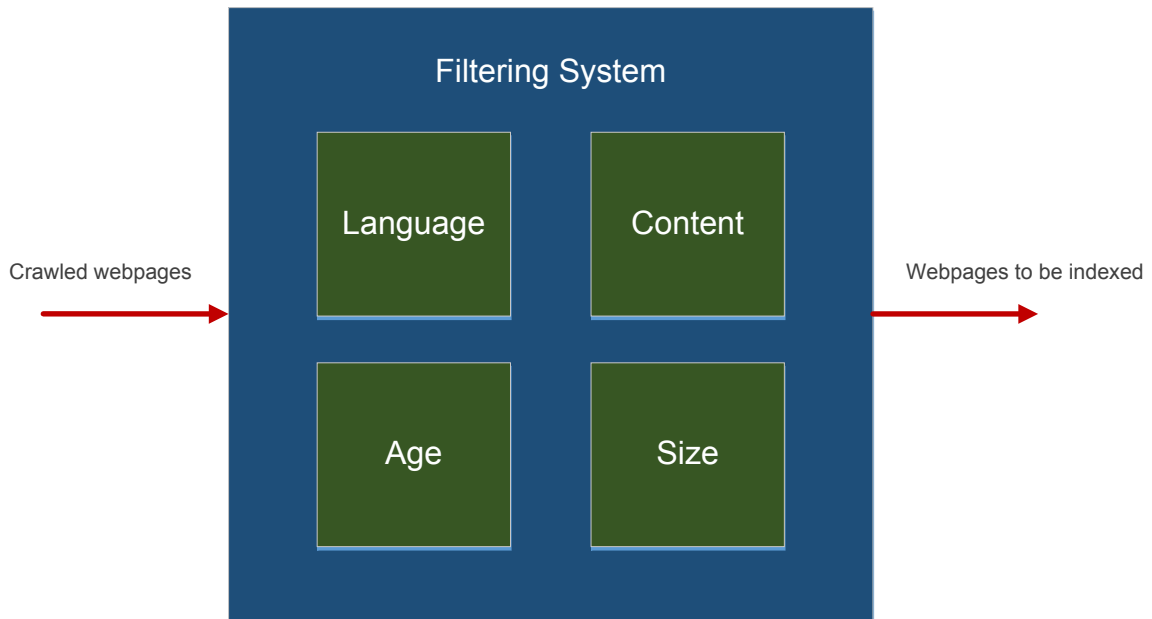 Filtering System
Language
Content
Crawled webpages
Webpages to be indexed
Age
Size